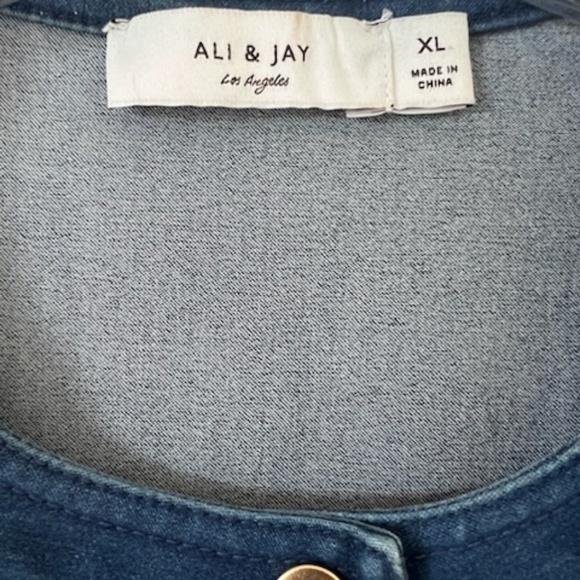 ALI & JAY
Los Angeles
XL
MADE IN
CHINA